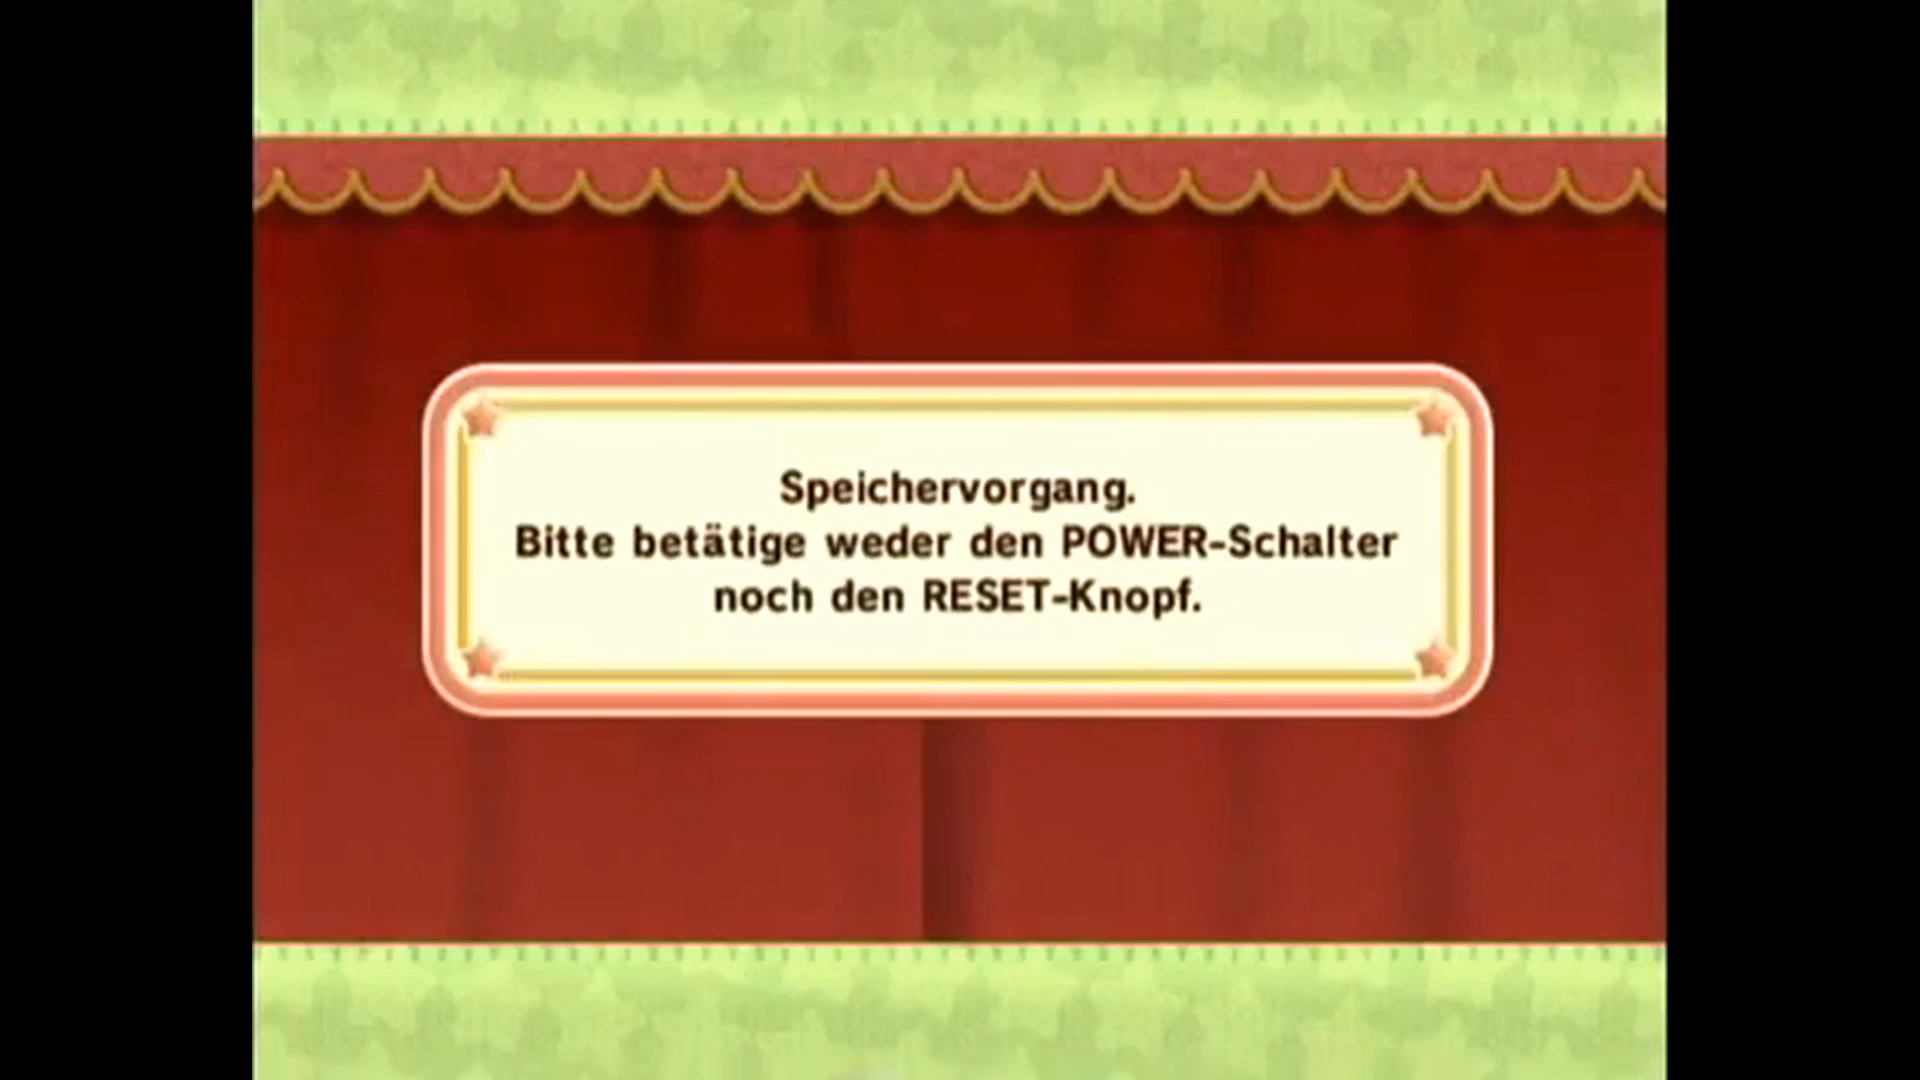 Speichervorgang.
Bitte betätige weder den POWER-Schalter
noch den RESET-Knopf.